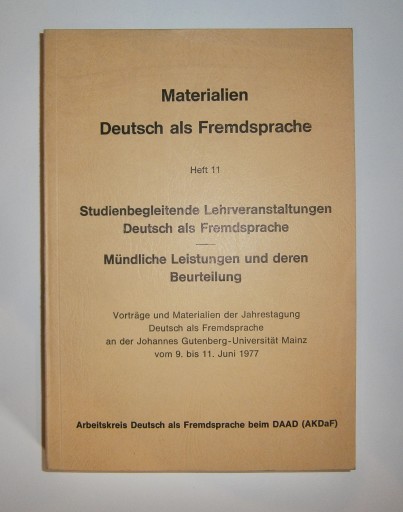 Materialien
Deutsch als Fremdsprache
Heft 11
Studienbegleitende Lehrveranstaltungen
Deutsch als Fremdsprache
Mündliche Leistungen und deren
Beurteilung
Vorträge und Materialien der Jahrestagung
Deutsch als Fremdsprache
an der Johannes Gutenberg-Universität Mainz
vom 9. bis 11. Juni 1977
Arbeitskreis Deutsch als Fremdsprache beim DAAD (AKDaF)